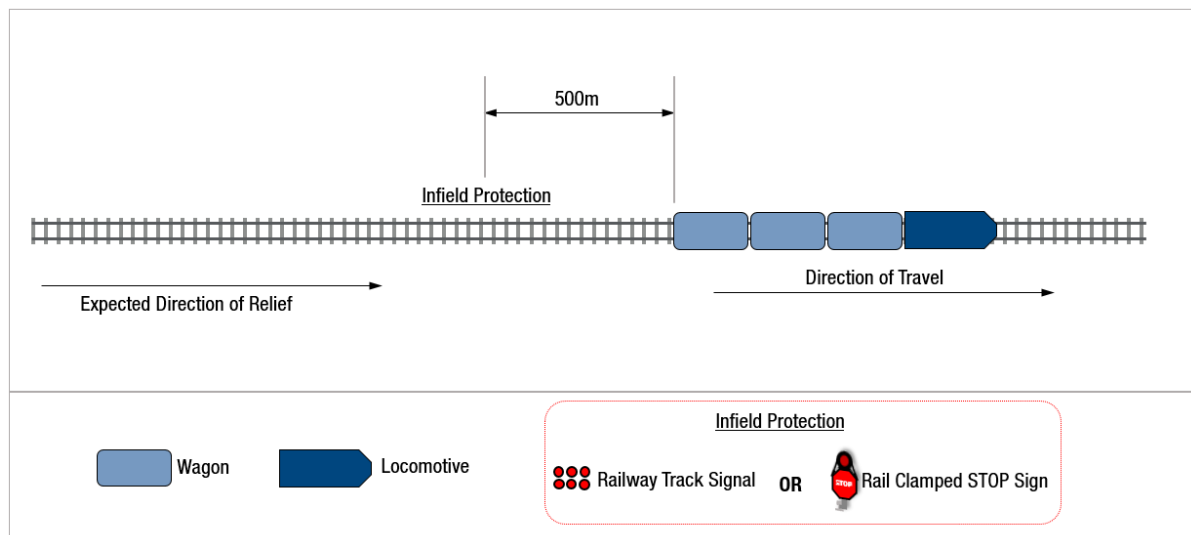 500m
Infield Protection
Expected Direction of Relief
Direction of Travel
Wagon
Locomotive
Infield Protection
Railway Track Signal
OR
STOP
Rail Clamped STOP Sign